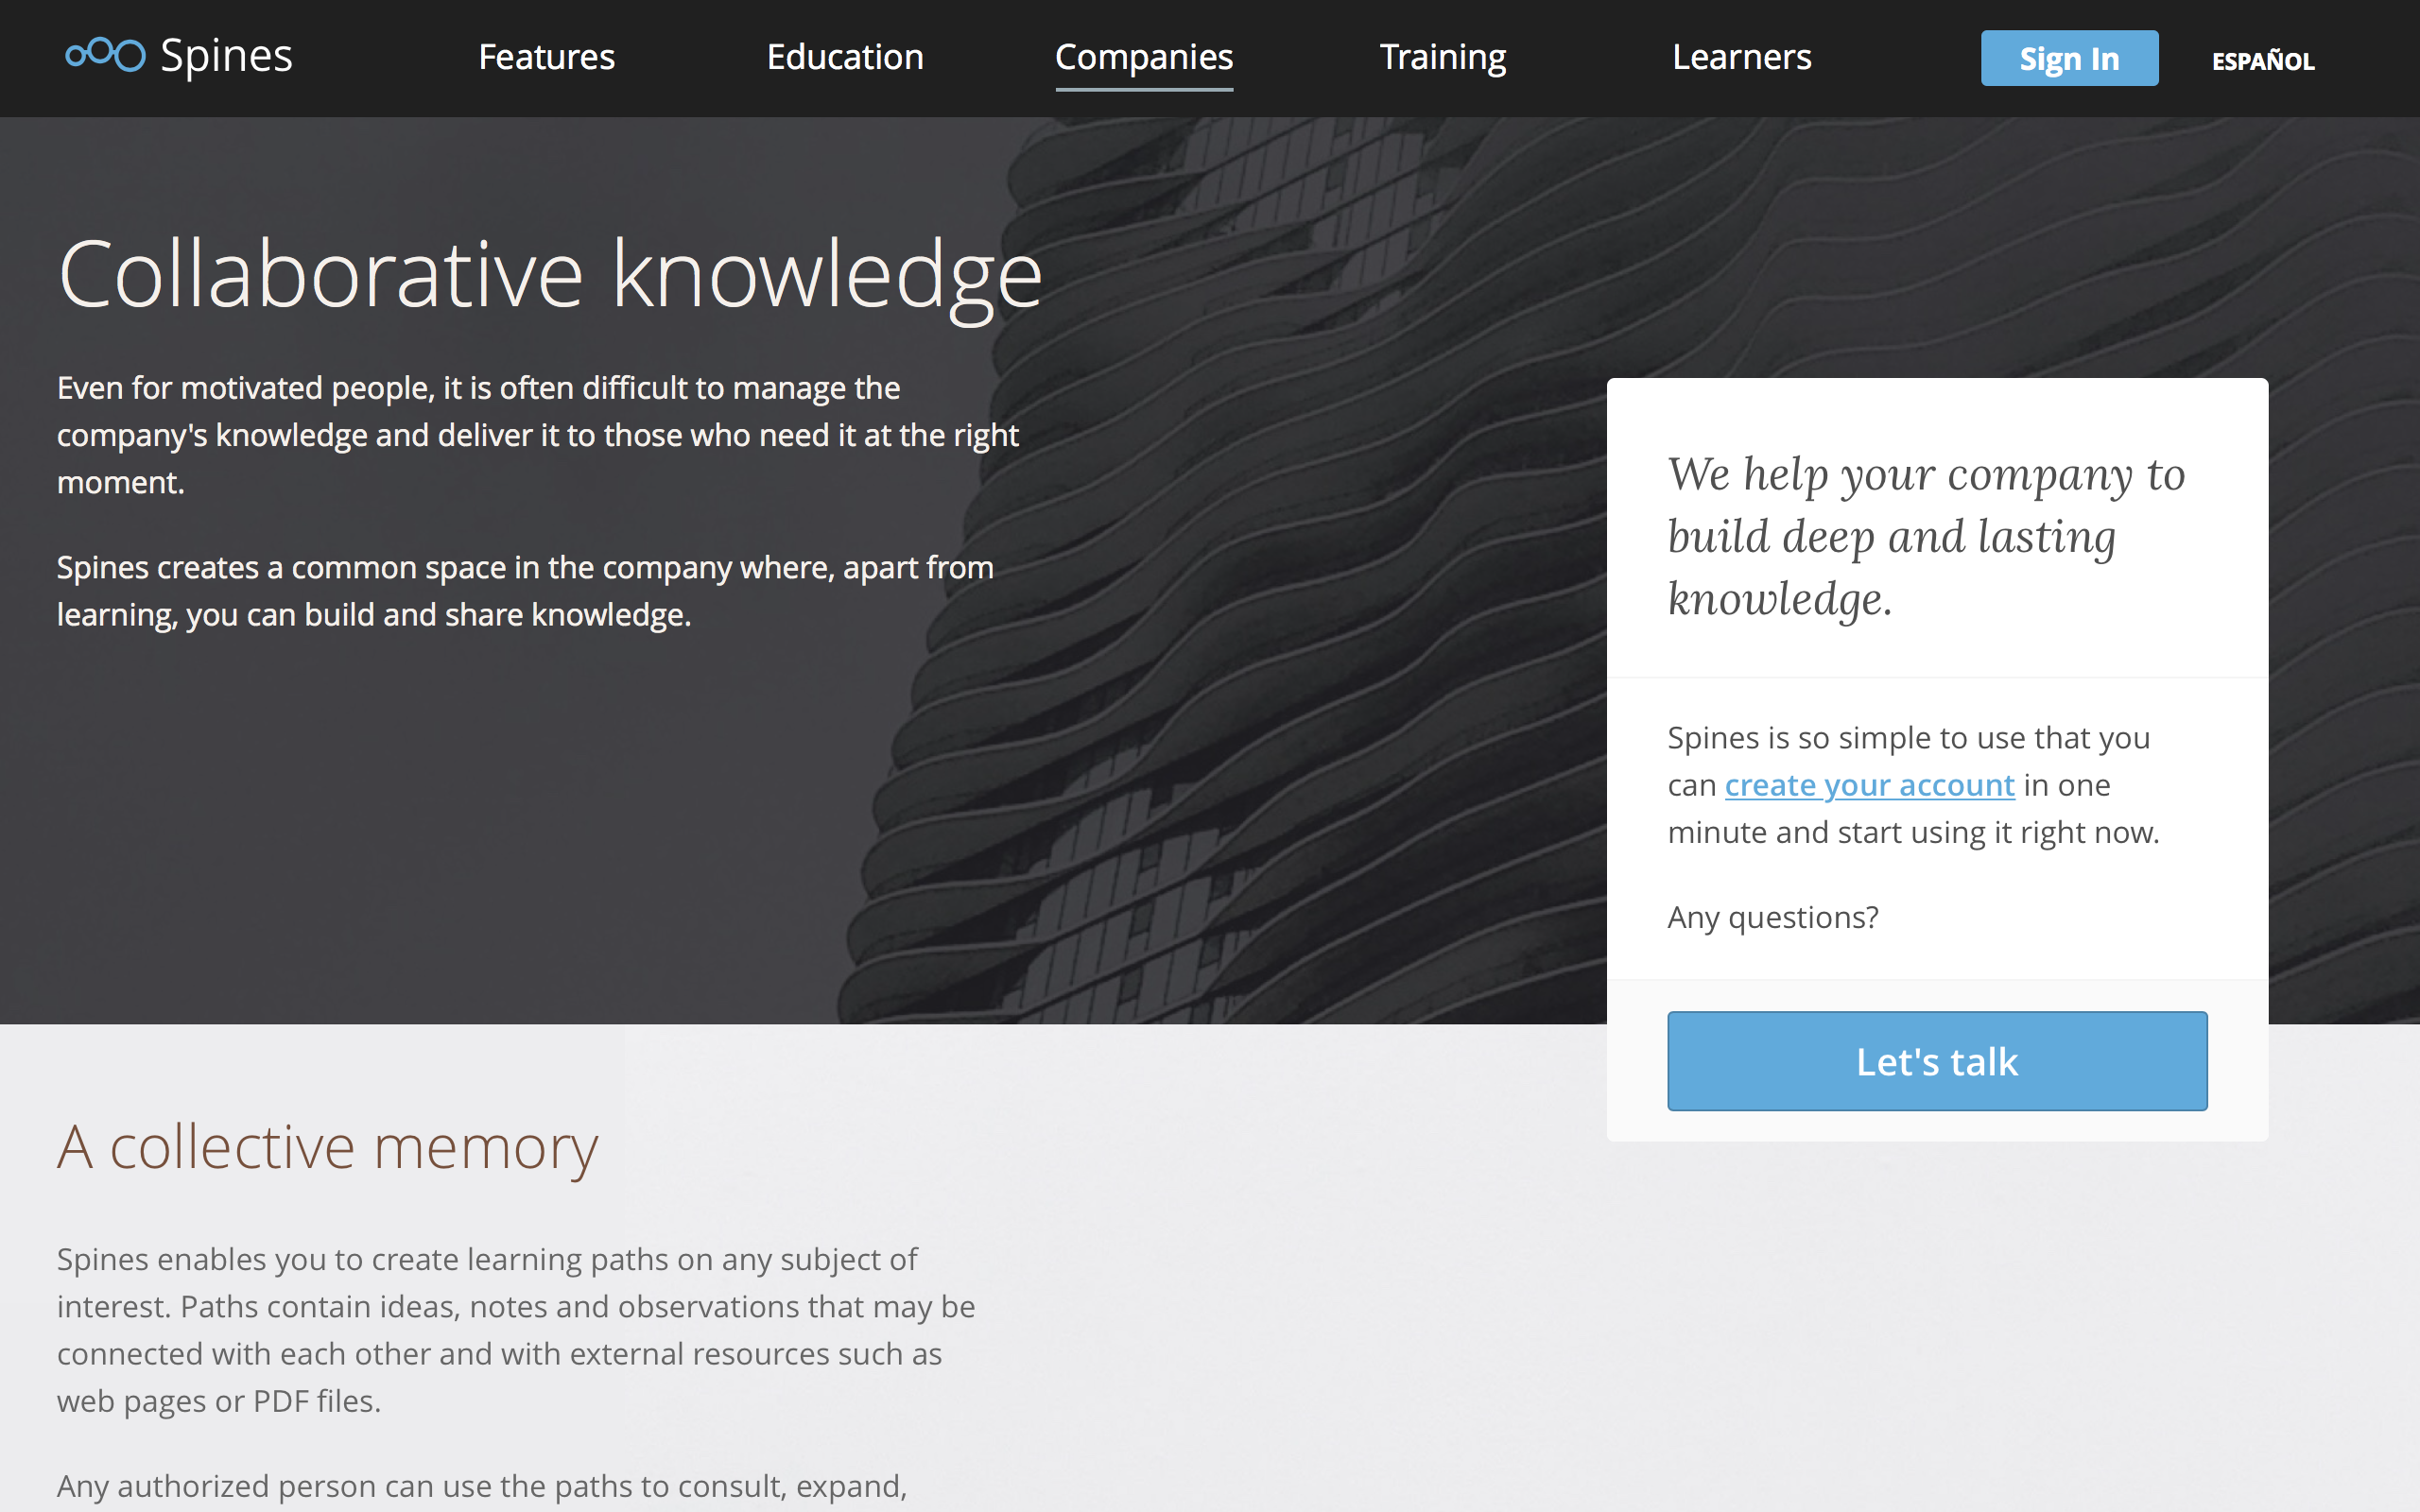 Spines
Features
Education
Companies
Training
Learners
Sign In
ESPAÑOL
Collaborative knowledge
Even for motivated people, it is often difficult to manage the
company's knowledge and deliver it to those who need it at the right
moment.
Spines creates a common space in the company where, apart from
learning, you can build and share knowledge.
We help your company to
build deep and lasting
knowledge.
Spines is so simple to use that you
can create your account in one
minute and start using it right now.
Any questions?
Let's talk
A collective memory
Spines enables you to create learning paths on any subject of
interest. Paths contain ideas, notes and observations that may be
connected with each other and with external resources such as
web pages or PDF files.
Any authorized person can use the paths to consult, expand,